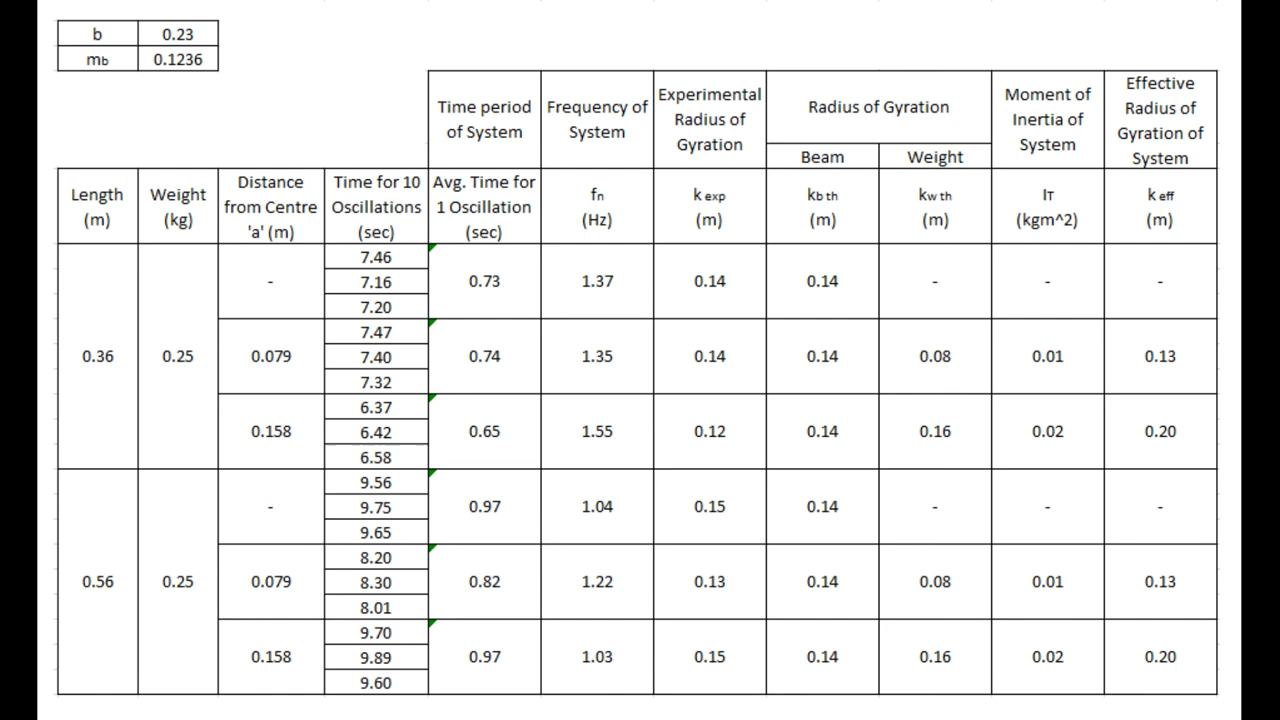 b 0.23
mb 0.1236
Time period of System Frequency of System Experimental Radius of Gyration Radius of Gyration Moment of Inertia of System Effective Radius of Gyration of System
Beam Weight
Length (m) Weight (kg) Distance from Centre 'a' (m) Time for 10 Oscillations (sec) Avg. Time for 1 Oscillation (sec) fn (Hz) k exp (m) kb th (m) kw th (m) IT (kgm^2) k eff (m)
0.36 0.25 - 7.46 0.73 1.37 0.14 0.14 - - -
7.16
7.20
0.079 7.47 0.74 1.35 0.14 0.14 0.08 0.01 0.13
7.40
7.32
0.158 6.37 0.65 1.55 0.12 0.14 0.16 0.02 0.20
6.42
6.58
0.56 0.25 - 9.56 0.97 1.04 0.15 0.14 - - -
9.75
9.65
0.079 8.20 0.82 1.22 0.13 0.14 0.08 0.01 0.13
8.30
8.01
0.158 9.70 0.97 1.03 0.15 0.14 0.16 0.02 0.20
9.89
9.60